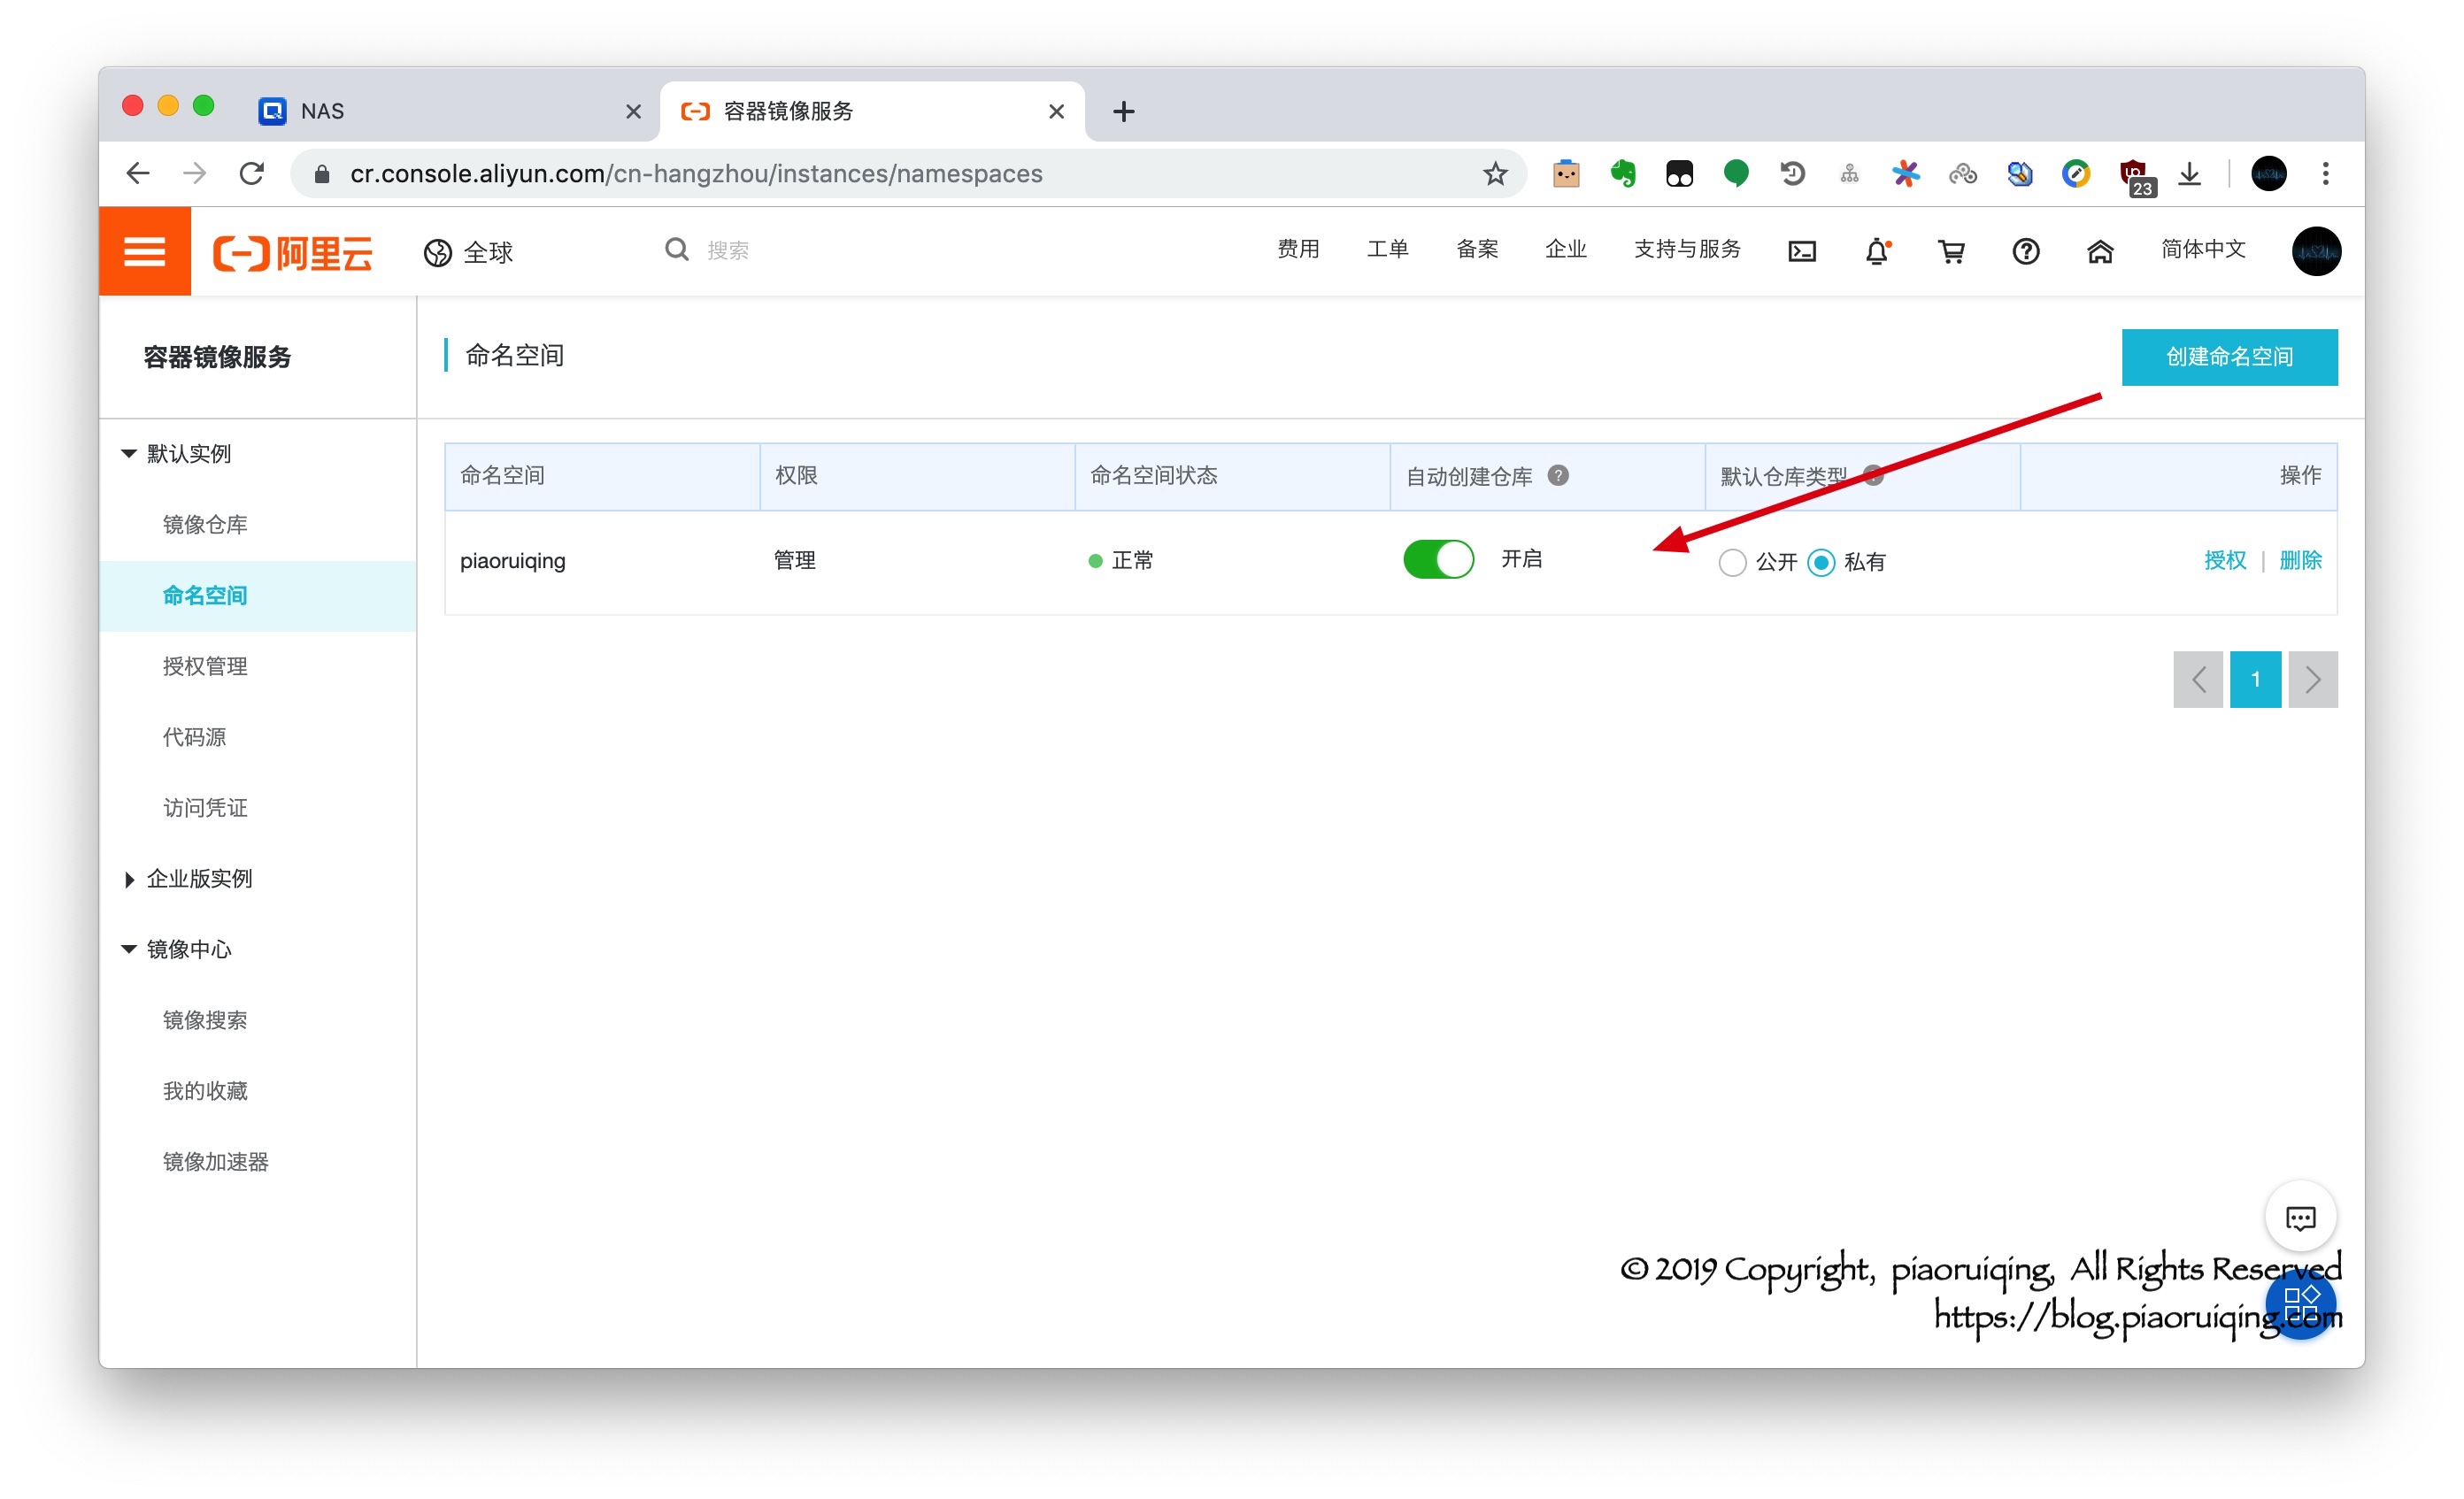 NAS
容器镜像服务
cr.console.aliyun.com/cn-hangzhou/instances/namespaces
23
阿里云
全球
搜索
费用
工单
备案
企业
支持与服务
简体中文
容器镜像服务
命名空间
创建命名空间
默认实例
镜像仓库
命名空间
授权管理
代码源
访问凭证
企业版实例
镜像中心
镜像搜索
我的收藏
镜像加速器
命名空间 权限 命名空间状态 自动创建仓库 默认仓库类型 操作
piaoruiqing 管理 正常 开启 公开 私有 授权 | 删除
1
© 2019 Copyright, piaoruiqing, All Rights Reserved
https://blog.piaoruiqing.com